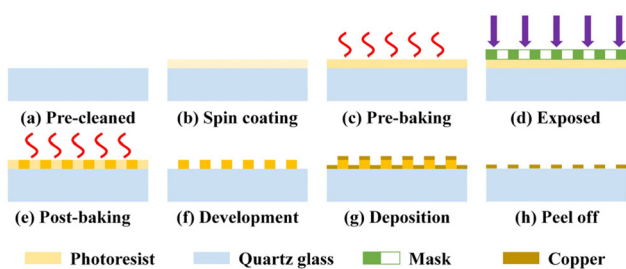 (a) Pre-cleaned
(b) Spin coating
(c) Pre-baking
(d) Exposed
(e) Post-baking
(f) Development
(g) Deposition
(h) Peel off
Photoresist
Quartz glass
Mask
Copper